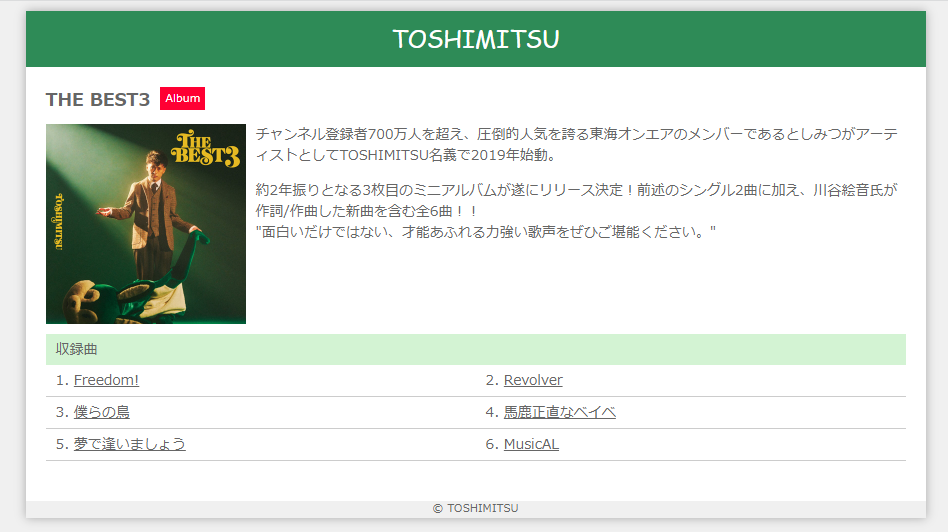 TOSHIMITSU
THE BEST3 Album
THE
BEST3
TOSHIMITSU
チャンネル登録者700万人を超え、圧倒的人気を誇る東海オンエアのメンバーであるとしみつがアーテ
ィストとしてTOSHIMITSU名義で2019年始動。
約2年振りとなる3枚目のミニアルバムが遂にリリース決定！前述のシングル2曲に加え、川谷絵音氏が
作詞/作曲した新曲を含む全6曲！！
"面白いだけではない、才能あふれる力強い歌声をぜひご堪能ください。"
収録曲
1. Freedom!
2. Revolver
3. 僕らの鳥
4. 馬鹿正直なベイベ
5. 夢で逢いましょう
6. MusicAL
© TOSHIMITSU